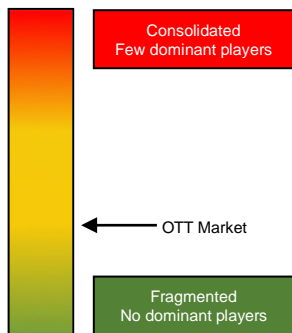 Consolidated
Few dominant players
OTT Market
Fragmented
No dominant players